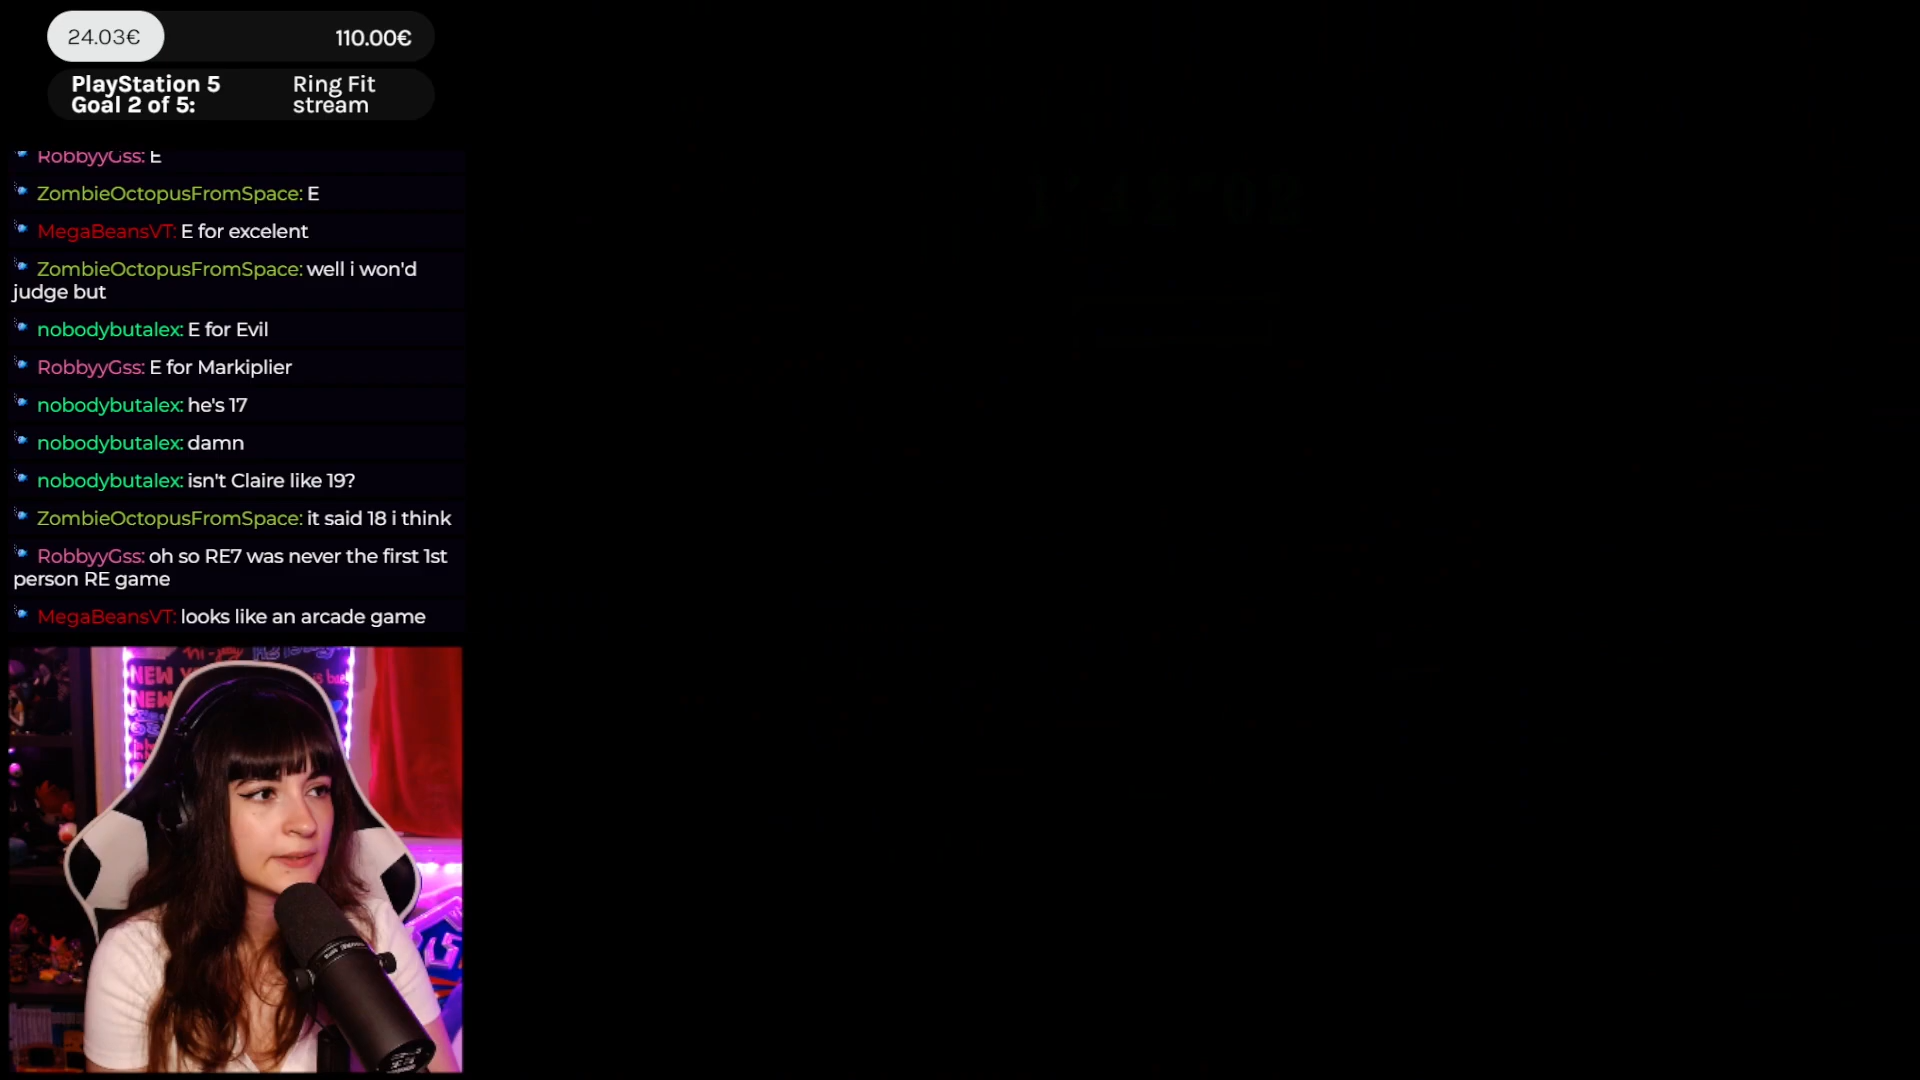 24.03€ 110.00€
PlayStation 5 Ring Fit
Goal 2 of 5: stream
RobbyyGss: E
ZombieOctopusFromSpace: E
MegaBeansVT: E for excelent
ZombieOctopusFromSpace: well i won'd
judge but
nobodybutalex: E for Evil
RobbyyGss: E for Markiplier
nobodybutalex: he's 17
nobodybutalex: damn
nobodybutalex: isn't Claire like 19?
ZombieOctopusFromSpace: it said 18 i think
RobbyyGss: oh so RE7 was never the first 1st
person RE game
MegaBeansVT: looks like an arcade game
NEW
NEW